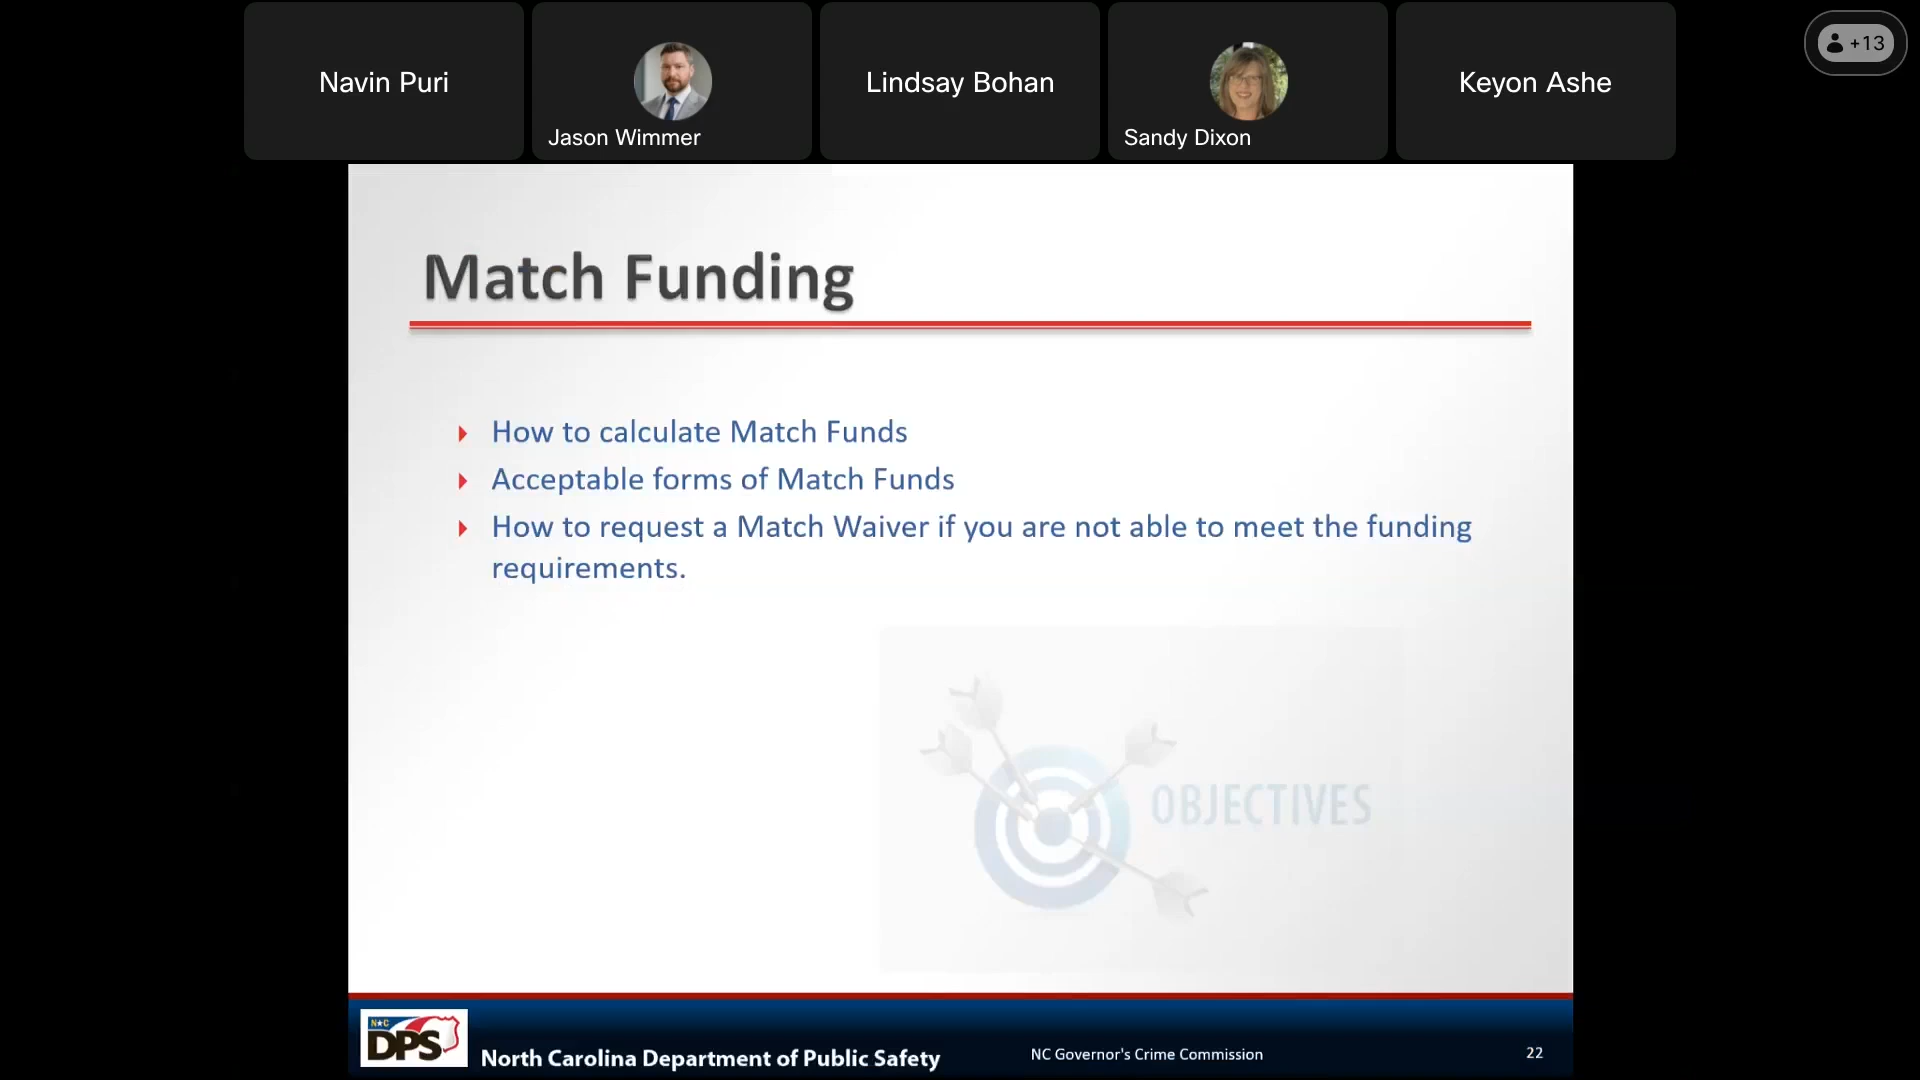 Navin Puri
Jason Wimmer
Lindsay Bohan
Sandy Dixon
Keyon Ashe
+13
Match Funding
How to calculate Match Funds
Acceptable forms of Match Funds
How to request a Match Waiver if you are not able to meet the funding
requirements.
OBJECTIVES
N★C
DPS
North Carolina Department of Public Safety
NC Governor's Crime Commission
22